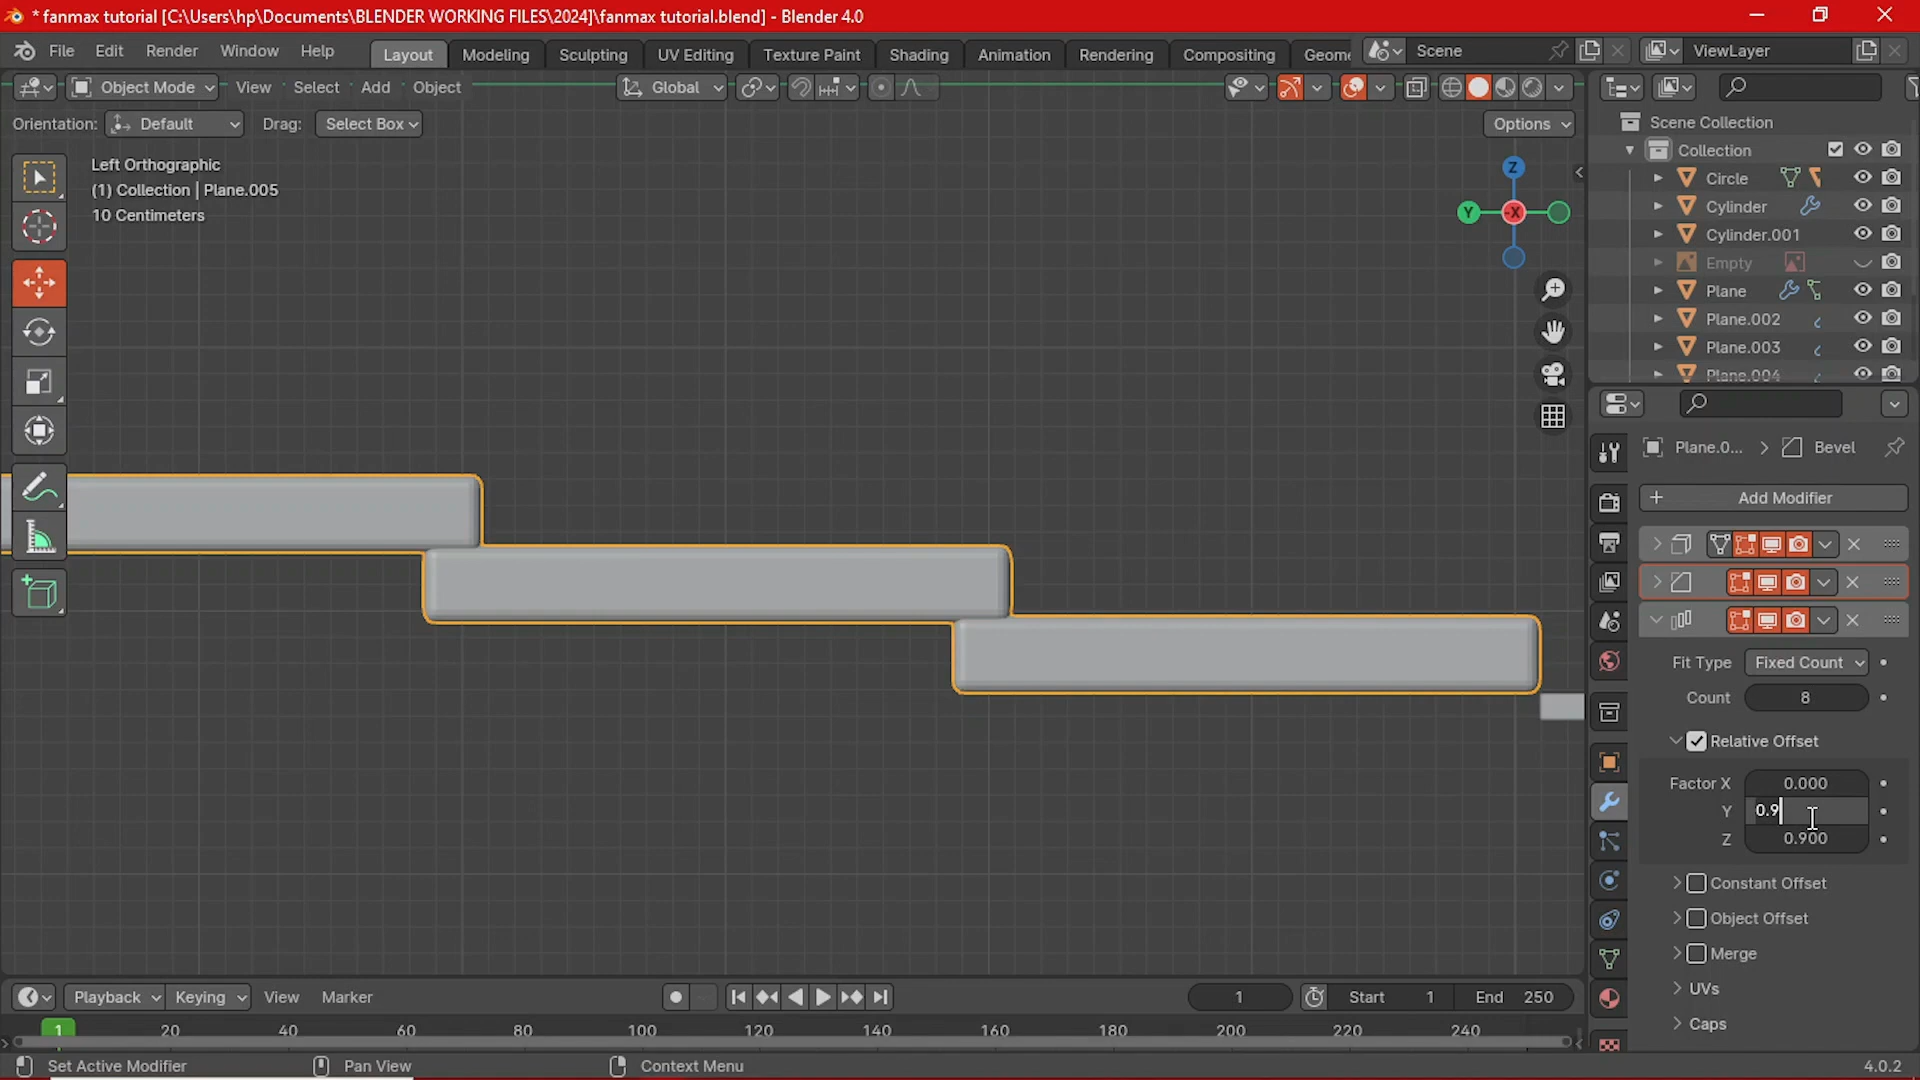 * fanmax tutorial [C:\Users\hp\Documents\BLENDER WORKING FILES\2024]\fanmax tutorial.blend] - Blender 4.0
File Edit Render Window Help Layout Modeling Sculpting UV Editing Texture Paint Shading Animation Rendering Compositing Geome Scene ViewLayer
Object Mode View Select Add Object Global
Orientation: Default Drag: Select Box Options
Left Orthographic
(1) Collection | Plane.005
10 Centimeters
Z
Y
-X
Scene Collection
Collection
Circle
Cylinder
Cylinder.001
Empty
Plane
Plane.002
Plane.003
Plane.004
Plane.0... > Bevel
+ Add Modifier
Fit Type Fixed Count
Count 8
Relative Offset
Factor X 0.000
Y 0.9
Z 0.900
Constant Offset
Object Offset
Merge
UVs
Caps
Playback Keying View Marker 1 Start 1 End 250
1 20 40 60 80 100 120 140 160 180 200 220 240
Set Active Modifier Pan View Context Menu 4.0.2